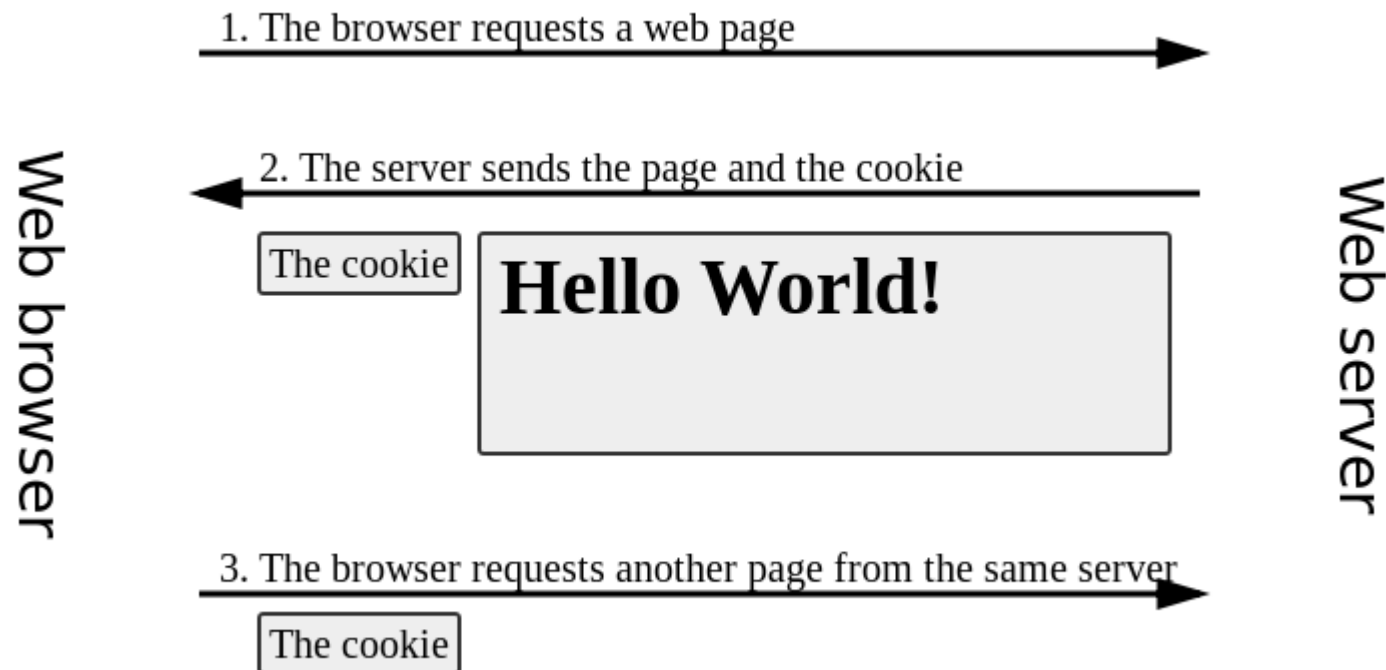 1. The browser requests a web page
2. The server sends the page and the cookie
The cookie
Hello World!
Web browser
Web server
3. The browser requests another page from the same server
The cookie